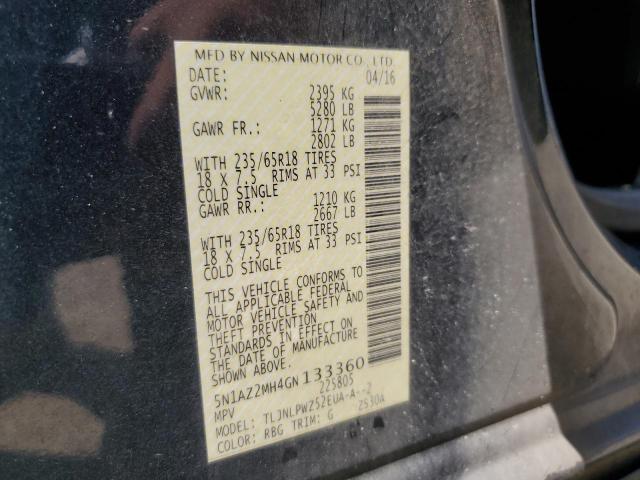 MFD BY NISSAN MOTOR CO., LTD.
DATE: 04/16
GVWR: 2395 KG
5280 LB
GAWR FR.: 1271 KG
2802 LB
WITH 235/65R18 TIRES
18 X 7.5 RIMS AT 33 PSI
COLD SINGLE
GAWR RR.: 1210 KG
2667 LB
WITH 235/65R18 TIRES
18 X 7.5 RIMS AT 33 PSI
COLD SINGLE
THIS VEHICLE CONFORMS TO
ALL APPLICABLE FEDERAL
MOTOR VEHICLE SAFETY AND
THEFT PREVENTION
STANDARDS IN EFFECT ON
THE DATE OF MANUFACTURE
SHOWN ABOVE.
5N1AZ2MH4GN133360
MPV 225805
MODEL: TLJNLPWZ52EUA-A--2
COLOR: RBG TRIM: G 2530A